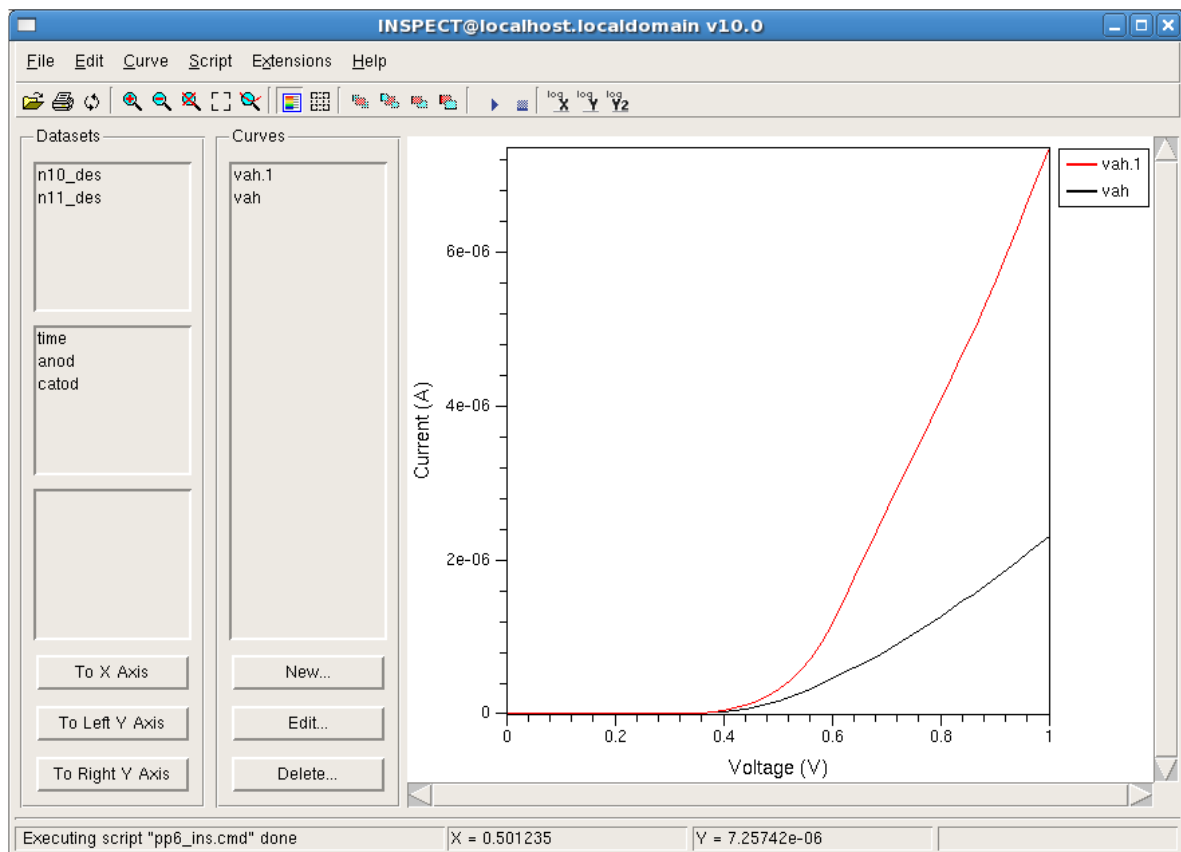 INSPECT@localhost.localdomain v10.0
File Edit Curve Script Extensions Help
log X log Y log Y2
Datasets
n10_des
n11_des
time
anod
catod
To X Axis
To Left Y Axis
To Right Y Axis
Curves
vah.1
vah
New...
Edit...
Delete...
vah.1
vah
Current (A)
6e-06
4e-06
2e-06
0
0 0.2 0.4 0.6 0.8 1
Voltage (V)
Executing script "pp6_ins.cmd" done X = 0.501235 Y = 7.25742e-06